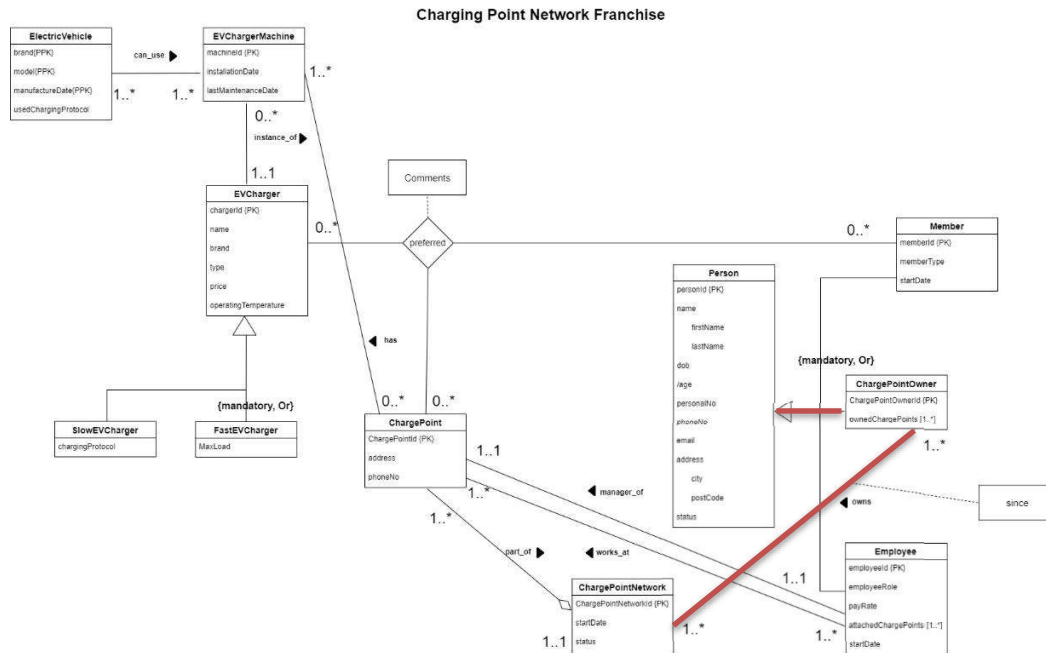 Charging Point Network Franchise
ElectricVehicle
brand{PPK}
model{PPK}
manufactureDate{PPK}
usedChargingProtocol
can_use
1..*
1..*
EVChargerMachine
machineId {PK}
installationDate
lastMaintenanceDate
1..*
0..*
instance_of
1..1
EVCharger
chargerId {PK}
name
brand
type
price
operatingTemperature
0..*
Comments
preferred
0..*
Member
memberId {PK}
memberType
startDate
Person
personId {PK}
name
firstName
lastName
dob
/age
personalNo
phoneNo
email
address
city
postCode
status
has
{mandatory, Or}
ChargePointOwner
ChargePointOwnerId {PK}
ownedChargePoints [1..*]
1..*
{mandatory, Or}
SlowEVCharger
chargingProtocol
FastEVCharger
MaxLoad
0..*
0..*
ChargePoint
ChargePointId {PK}
address
phoneNo
1..1
1..*
1..*
manager_of
owns
since
part_of
works_at
Employee
employeeId {PK}
employeeRole
payRate
attachedChargePoints [1..*]
startDate
1..1
1..*
ChargePointNetwork
ChargePointNetworkId {PK}
startDate
status
1..1
1..*